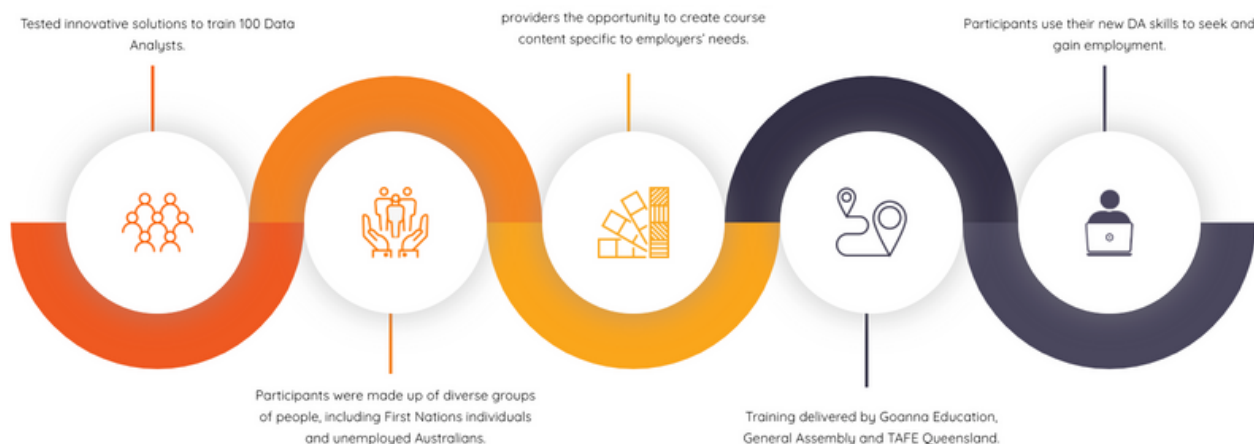 Tested innovative solutions to train 100 Data
Analysts.
Participants were made up of diverse groups
of people, including First Nations individuals
and unemployed Australians.
providers the opportunity to create course
content specific to employers' needs.
Training delivered by Goanna Education,
General Assembly and TAFE Queensland.
Participants use their new DA skills to seek and
gain employment.